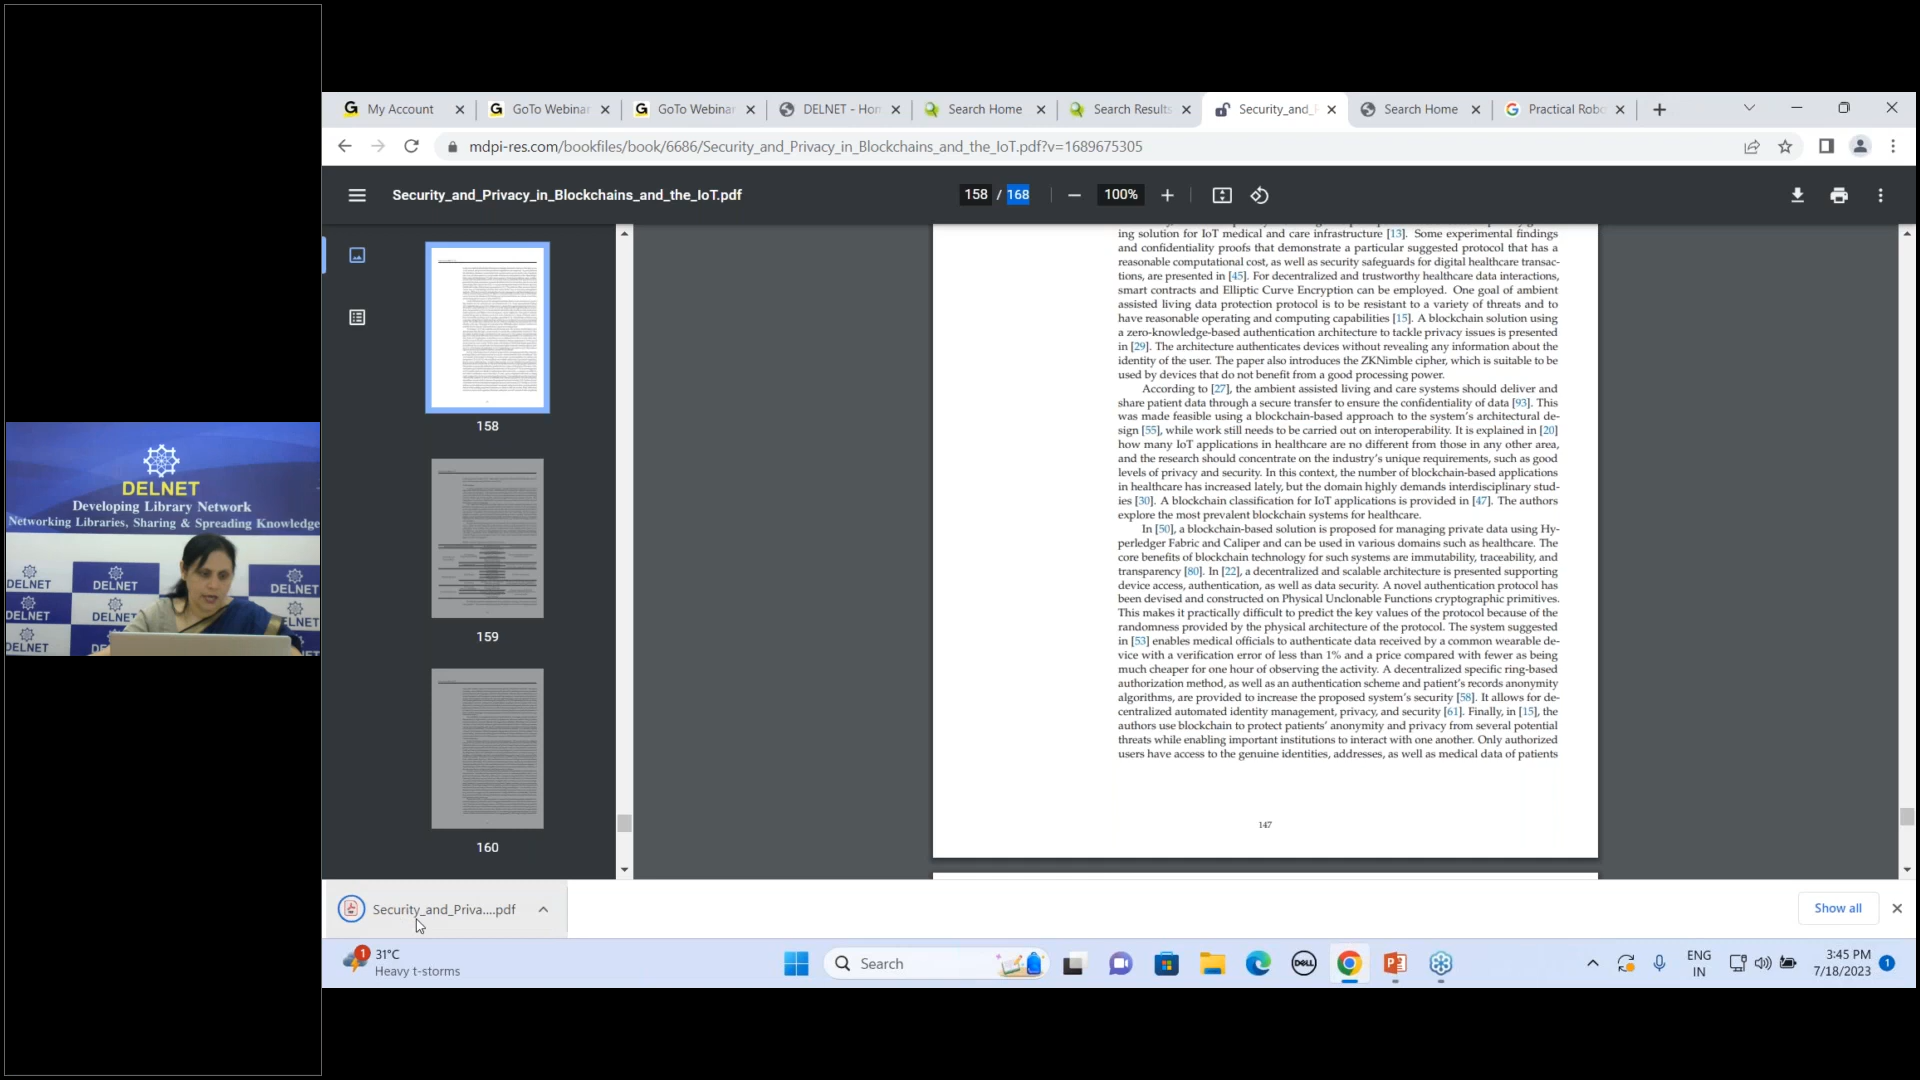 My Account
GoTo Webinar
GoTo Webinar
DELNET - Hon
Search Home
Search Results
Security_and_P
Search Home
Practical Robo
mdpi-res.com/bookfiles/book/6686/Security_and_Privacy_in_Blockchains_and_the_IoT.pdf?v=1689675305
Security_and_Privacy_in_Blockchains_and_the_IoT.pdf
158 / 168
100%
158
159
160
ing solution for IoT medical and care infrastructure [13]. Some experimental findings
and confidentiality proofs that demonstrate a particular suggested protocol that has a
reasonable computational cost, as well as security safeguards for digital healthcare transac-
tions, are presented in [45]. For decentralized and trustworthy healthcare data interactions,
smart contracts and Elliptic Curve Encryption can be employed. One goal of ambient
assisted living data protection protocol is to be resistant to a variety of threats and to
have reasonable operating and computing capabilities [15]. A blockchain solution using
a zero-knowledge-based authentication architecture to tackle privacy issues is presented
in [29]. The architecture authenticates devices without revealing any information about the
identity of the user. The paper also introduces the ZKNimble cipher, which is suitable to be
used by devices that do not benefit from a good processing power.
According to [27], the ambient assisted living and care systems should deliver and
share patient data through a secure transfer to ensure the confidentiality of data [93]. This
was made feasible using a blockchain-based approach to the system's architectural de-
sign [55], while work still needs to be carried out on interoperability. It is explained in [20]
how many IoT applications in healthcare are no different from those in any other area,
and the research should concentrate on the industry's unique requirements, such as good
levels of privacy and security. In this context, the number of blockchain-based applications
in healthcare has increased lately, but the domain highly demands interdisciplinary stud-
ies [30]. A blockchain classification for IoT applications is provided in [47]. The authors
explore the most prevalent blockchain systems for healthcare.
In [50], a blockchain-based solution is proposed for managing private data using Hy-
perledger Fabric and Caliper and can be used in various domains such as healthcare. The
core benefits of blockchain technology for such systems are immutability, traceability, and
transparency [80]. In [22], a decentralized and scalable architecture is presented supporting
device access, authentication, as well as data security. A novel authentication protocol has
been devised and constructed on Physical Unclonable Functions cryptographic primitives.
This makes it practically difficult to predict the key values of the protocol because of the
randomness provided by the physical architecture of the protocol. The system suggested
in [53] enables medical officials to authenticate data received by a common wearable de-
vice with a verification error of less than 1% and a price compared with fewer as being
much cheaper for one hour of observing the activity. A decentralized specific ring-based
authorization method, as well as an authentication scheme and patient's records anonymity
algorithms, are provided to increase the proposed system's security [58]. It allows for de-
centralized automated identity management, privacy, and security [61]. Finally, in [15], the
authors use blockchain to protect patients' anonymity and privacy from several potential
threats while enabling important institutions to interact with one another. Only authorized
users have access to the genuine identities, addresses, as well as medical data of patients
147
DELNET
Developing Library Network
Networking Libraries, Sharing & Spreading Knowledge
DELNET
DELNET
DELNET
DELNET
DELNET
ELNET
DELNET
DE
Security_and_Priva....pdf
Show all
1
31°C
Heavy t-storms
Search
DELL
ENG
IN
3:45 PM
7/18/2023
1